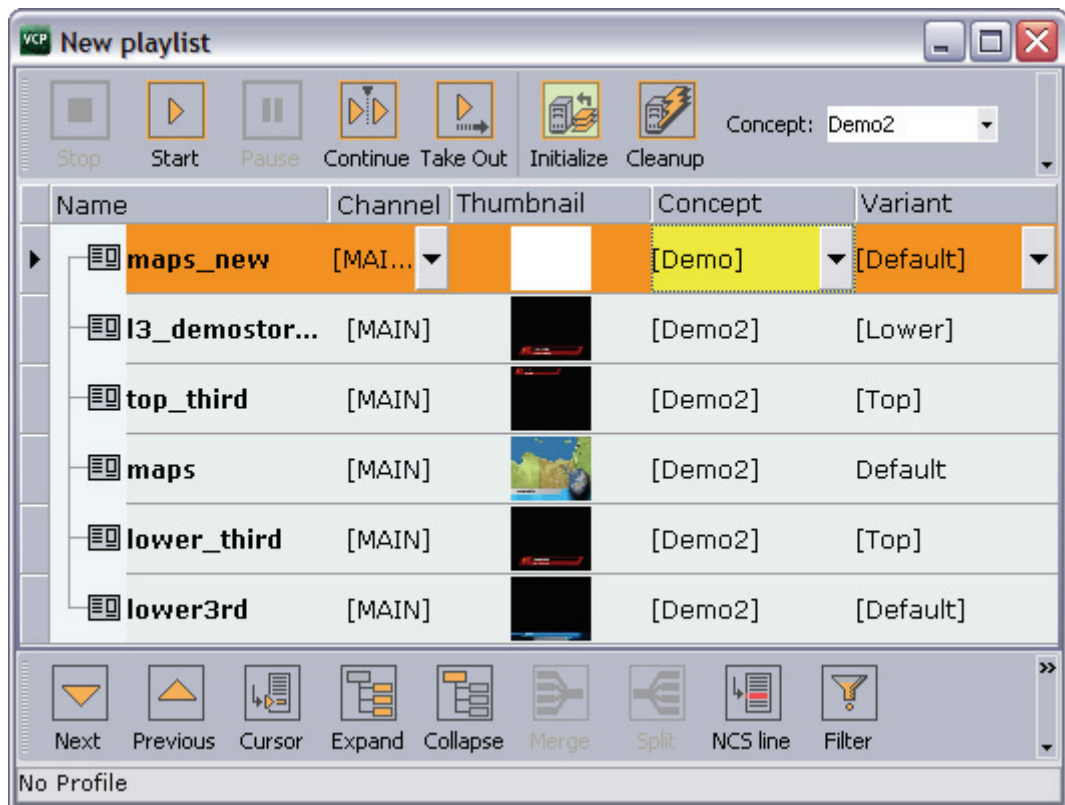 VCP New playlist
Stop Start Pause Continue Take Out Initialize Cleanup Concept: Demo2
Name Channel Thumbnail Concept Variant
maps_new [MAI... [Demo] [Default]
l3_demostor... [MAIN] [Demo2] [Lower]
top_third [MAIN] [Demo2] [Top]
maps [MAIN] [Demo2] Default
lower_third [MAIN] [Demo2] [Top]
lower3rd [MAIN] [Demo2] [Default]
Next Previous Cursor Expand Collapse Merge Split NCS line Filter
No Profile